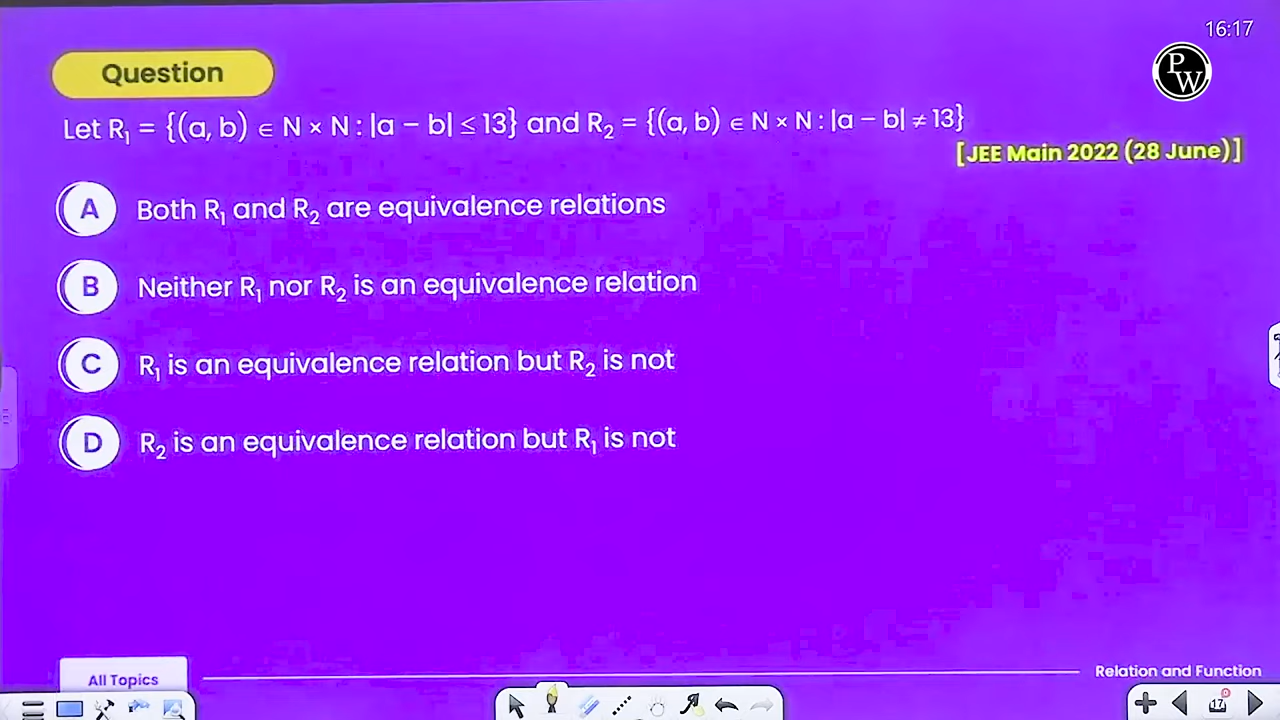 16:17
PW
Question
Let R₁ = {(a, b) ∈ N × N : |a − b| ≤ 13} and R₂ = {(a, b) ∈ N × N : |a − b| ≠ 13}
[JEE Main 2022 (28 June)]
A Both R₁ and R₂ are equivalence relations
B Neither R₁ nor R₂ is an equivalence relation
C R₁ is an equivalence relation but R₂ is not
D R₂ is an equivalence relation but R₁ is not
All Topics
Relation and Function
17